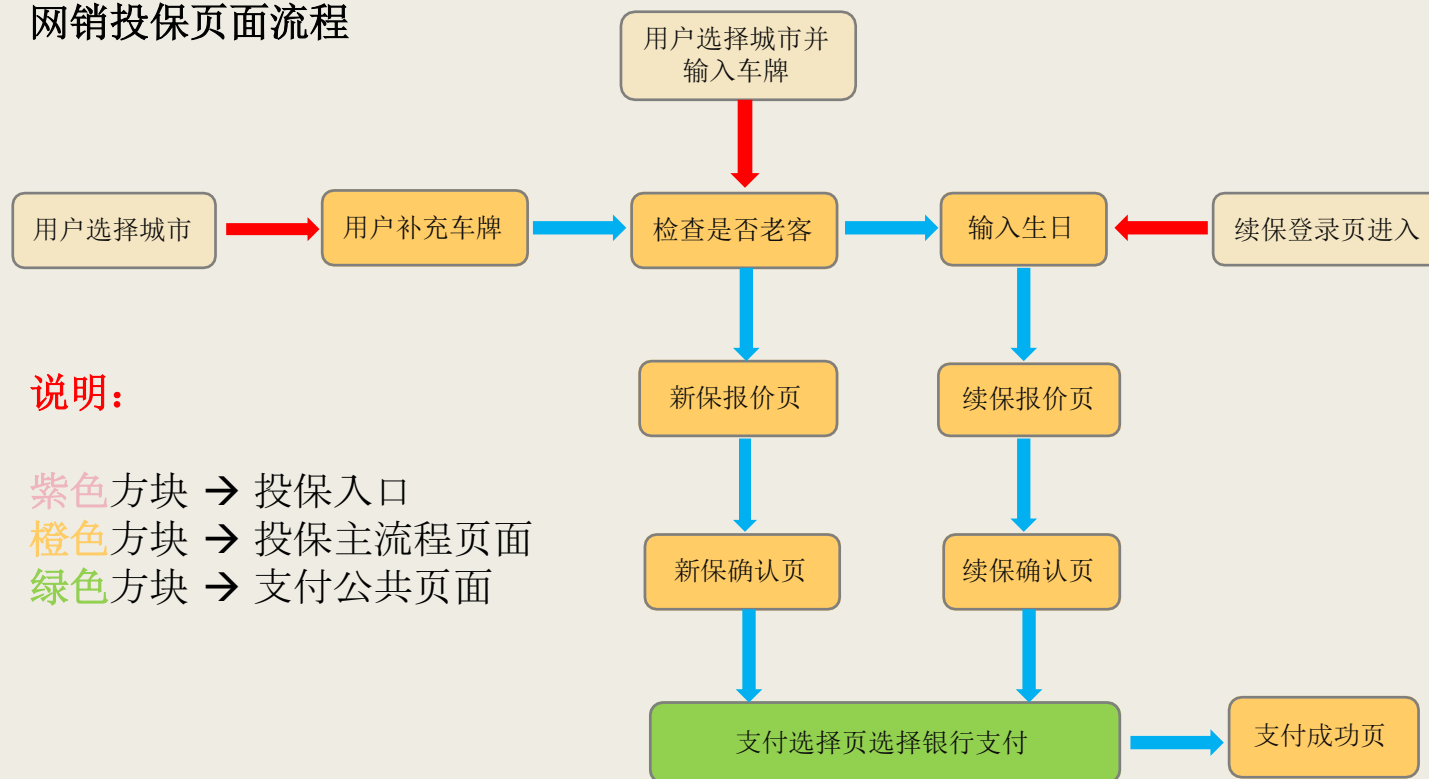 网销投保页面流程
用户选择城市并
输入车牌
用户选择城市
用户补充车牌
检查是否老客
输入生日
续保登录页进入
说明：
新保报价页
续保报价页
紫色方块 → 投保入口
橙色方块 → 投保主流程页面
绿色方块 → 支付公共页面
新保确认页
续保确认页
支付选择页选择银行支付
支付成功页